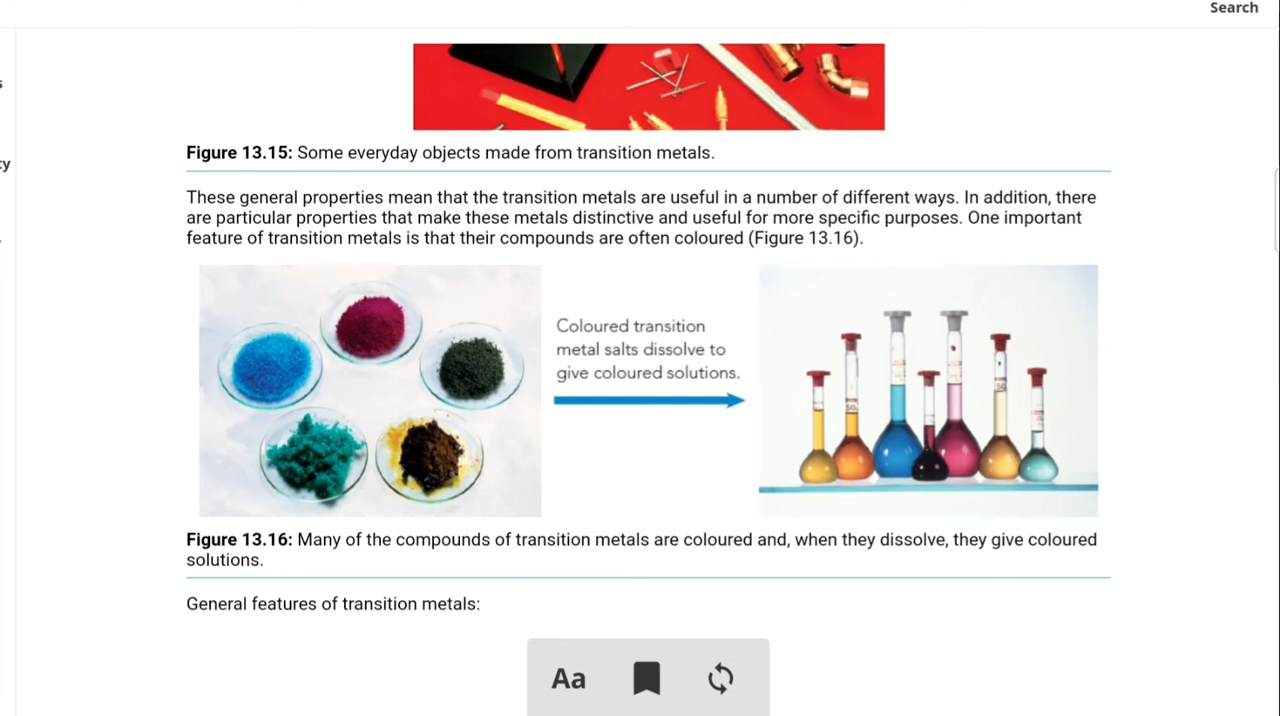 Search
s
ty
Figure 13.15: Some everyday objects made from transition metals.
These general properties mean that the transition metals are useful in a number of different ways. In addition, there
are particular properties that make these metals distinctive and useful for more specific purposes. One important
feature of transition metals is that their compounds are often coloured (Figure 13.16).
Coloured transition
metal salts dissolve to
give coloured solutions.
Figure 13.16: Many of the compounds of transition metals are coloured and, when they dissolve, they give coloured
solutions.
General features of transition metals:
Aa